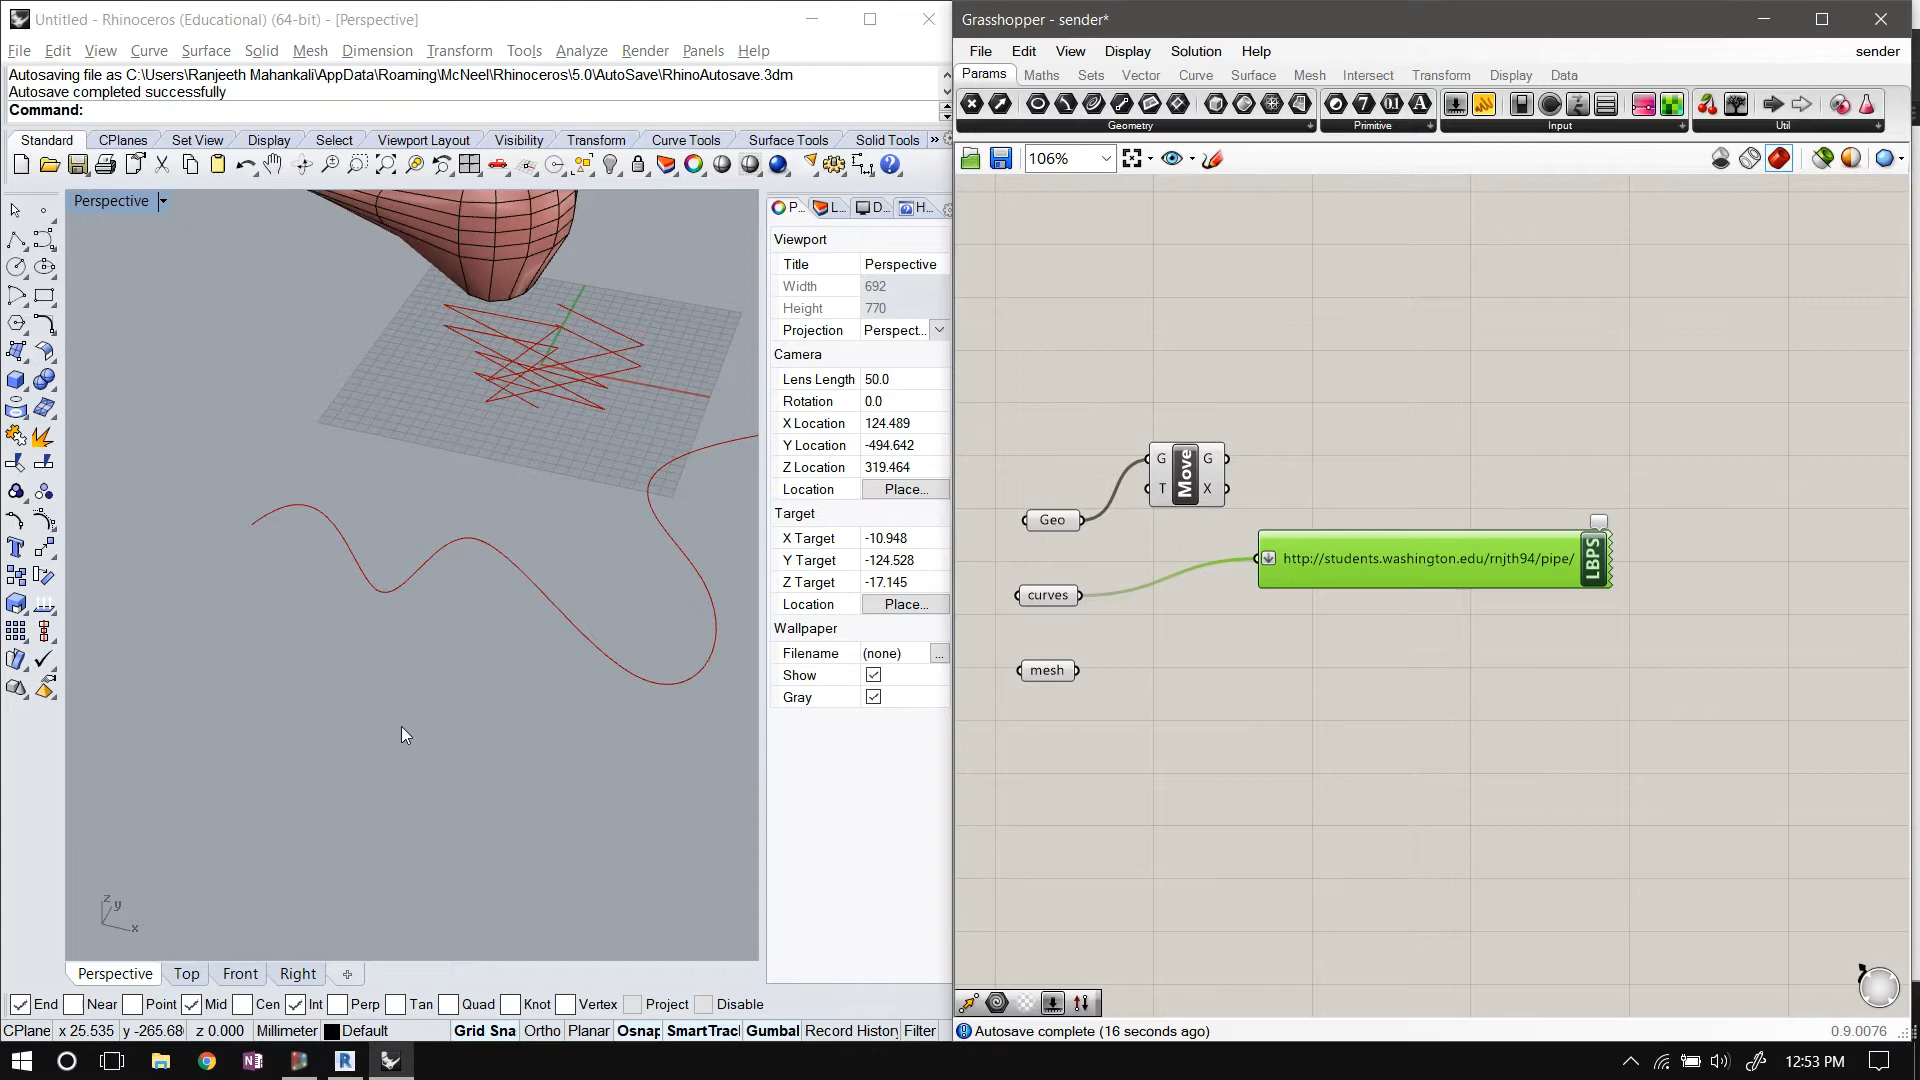 Untitled - Rhinoceros (Educational) (64-bit) - [Perspective]
File Edit View Curve Surface Solid Mesh Dimension Transform Tools Analyze Render Panels Help
Autosaving file as C:\Users\Ranjeeth Mahankali\AppData\Roaming\McNeel\Rhinoceros\5.0\AutoSave\RhinoAutosave.3dm
Autosave completed successfully
Command:
Standard CPlanes Set View Display Select Viewport Layout Visibility Transform Curve Tools Surface Tools Solid Tools »
Perspective
P... L... D... H...
Viewport
Title Perspective
Width 692
Height 770
Projection Perspect...
Camera
Lens Length 50.0
Rotation 0.0
X Location 124.489
Y Location -494.642
Z Location 319.464
Location Place...
Target
X Target -10.948
Y Target -124.528
Z Target -17.145
Location Place...
Wallpaper
Filename (none) ...
Show
Gray
z
y
x
Perspective Top Front Right
End Near Point Mid Cen Int Perp Tan Quad Knot Vertex Project Disable
CPlane x 25.535 y -265.68 z 0.000 Millimeter Default Grid Sna Ortho Planar Osnap SmartTrac Gumbal Record History Filter
Grasshopper - sender*
File Edit View Display Solution Help sender
Params Maths Sets Vector Curve Surface Mesh Intersect Transform Display Data
Geometry Primitive Input Util
106%
G Move G
T X
Geo
curves
mesh
http://students.washington.edu/rnjth94/pipe/ LBPS
Autosave complete (16 seconds ago) 0.9.0076
12:53 PM